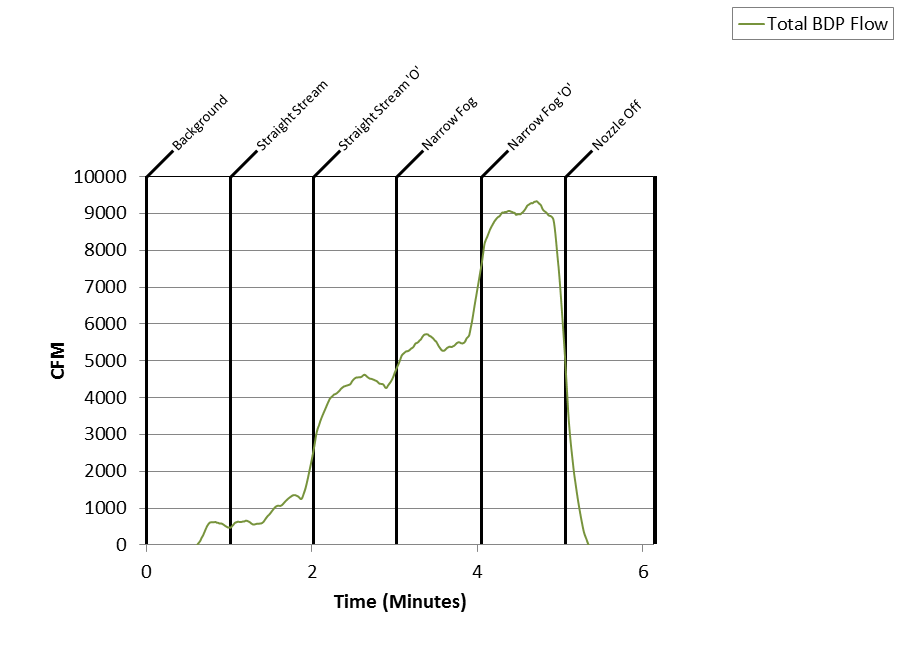 Total BDP Flow
Background
Straight Stream
Straight Stream 'O'
Narrow Fog
Narrow Fog 'O'
Nozzle Off
10000
9000
8000
7000
6000
5000
4000
3000
2000
1000
0
CFM
0 2 4 6
Time (Minutes)